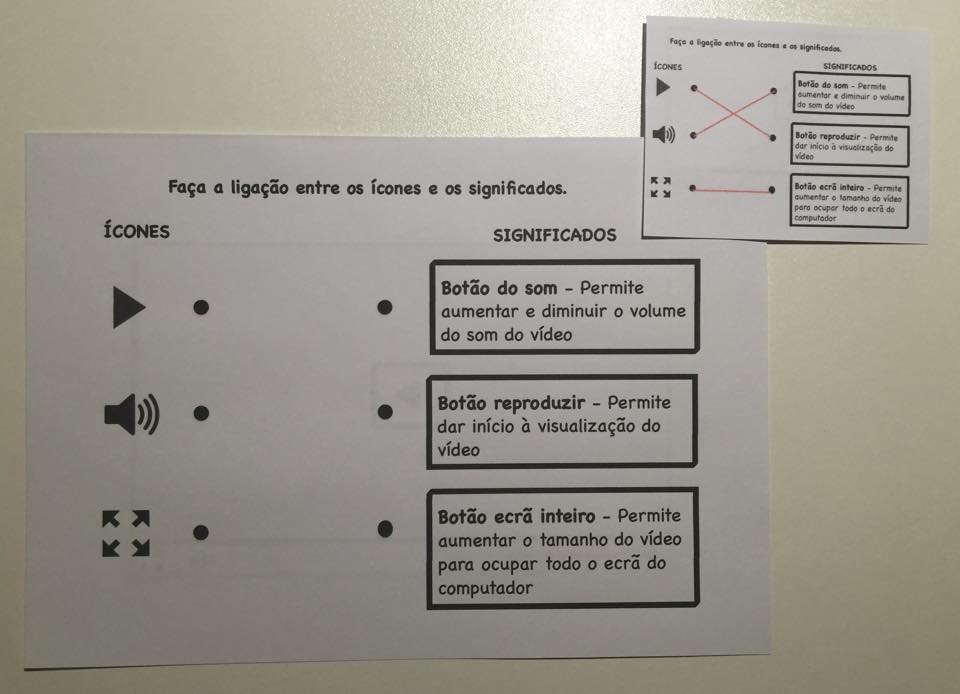 Faça a ligação entre os ícones e os significados.
ÍCONES
SIGNIFICADOS
Botão do som - Permite
aumentar e diminuir o volume
do som do vídeo
Botão reproduzir - Permite
dar início à visualização do
vídeo
Botão ecrã inteiro - Permite
aumentar o tamanho do vídeo
para ocupar todo o ecrã do
computador
Faça a ligação entre os ícones e os significados.
ÍCONES
SIGNIFICADOS
Botão do som - Permite
aumentar e diminuir o volume
do som do vídeo
Botão reproduzir - Permite
dar início à visualização do
vídeo
Botão ecrã inteiro - Permite
aumentar o tamanho do vídeo
para ocupar todo o ecrã do
computador